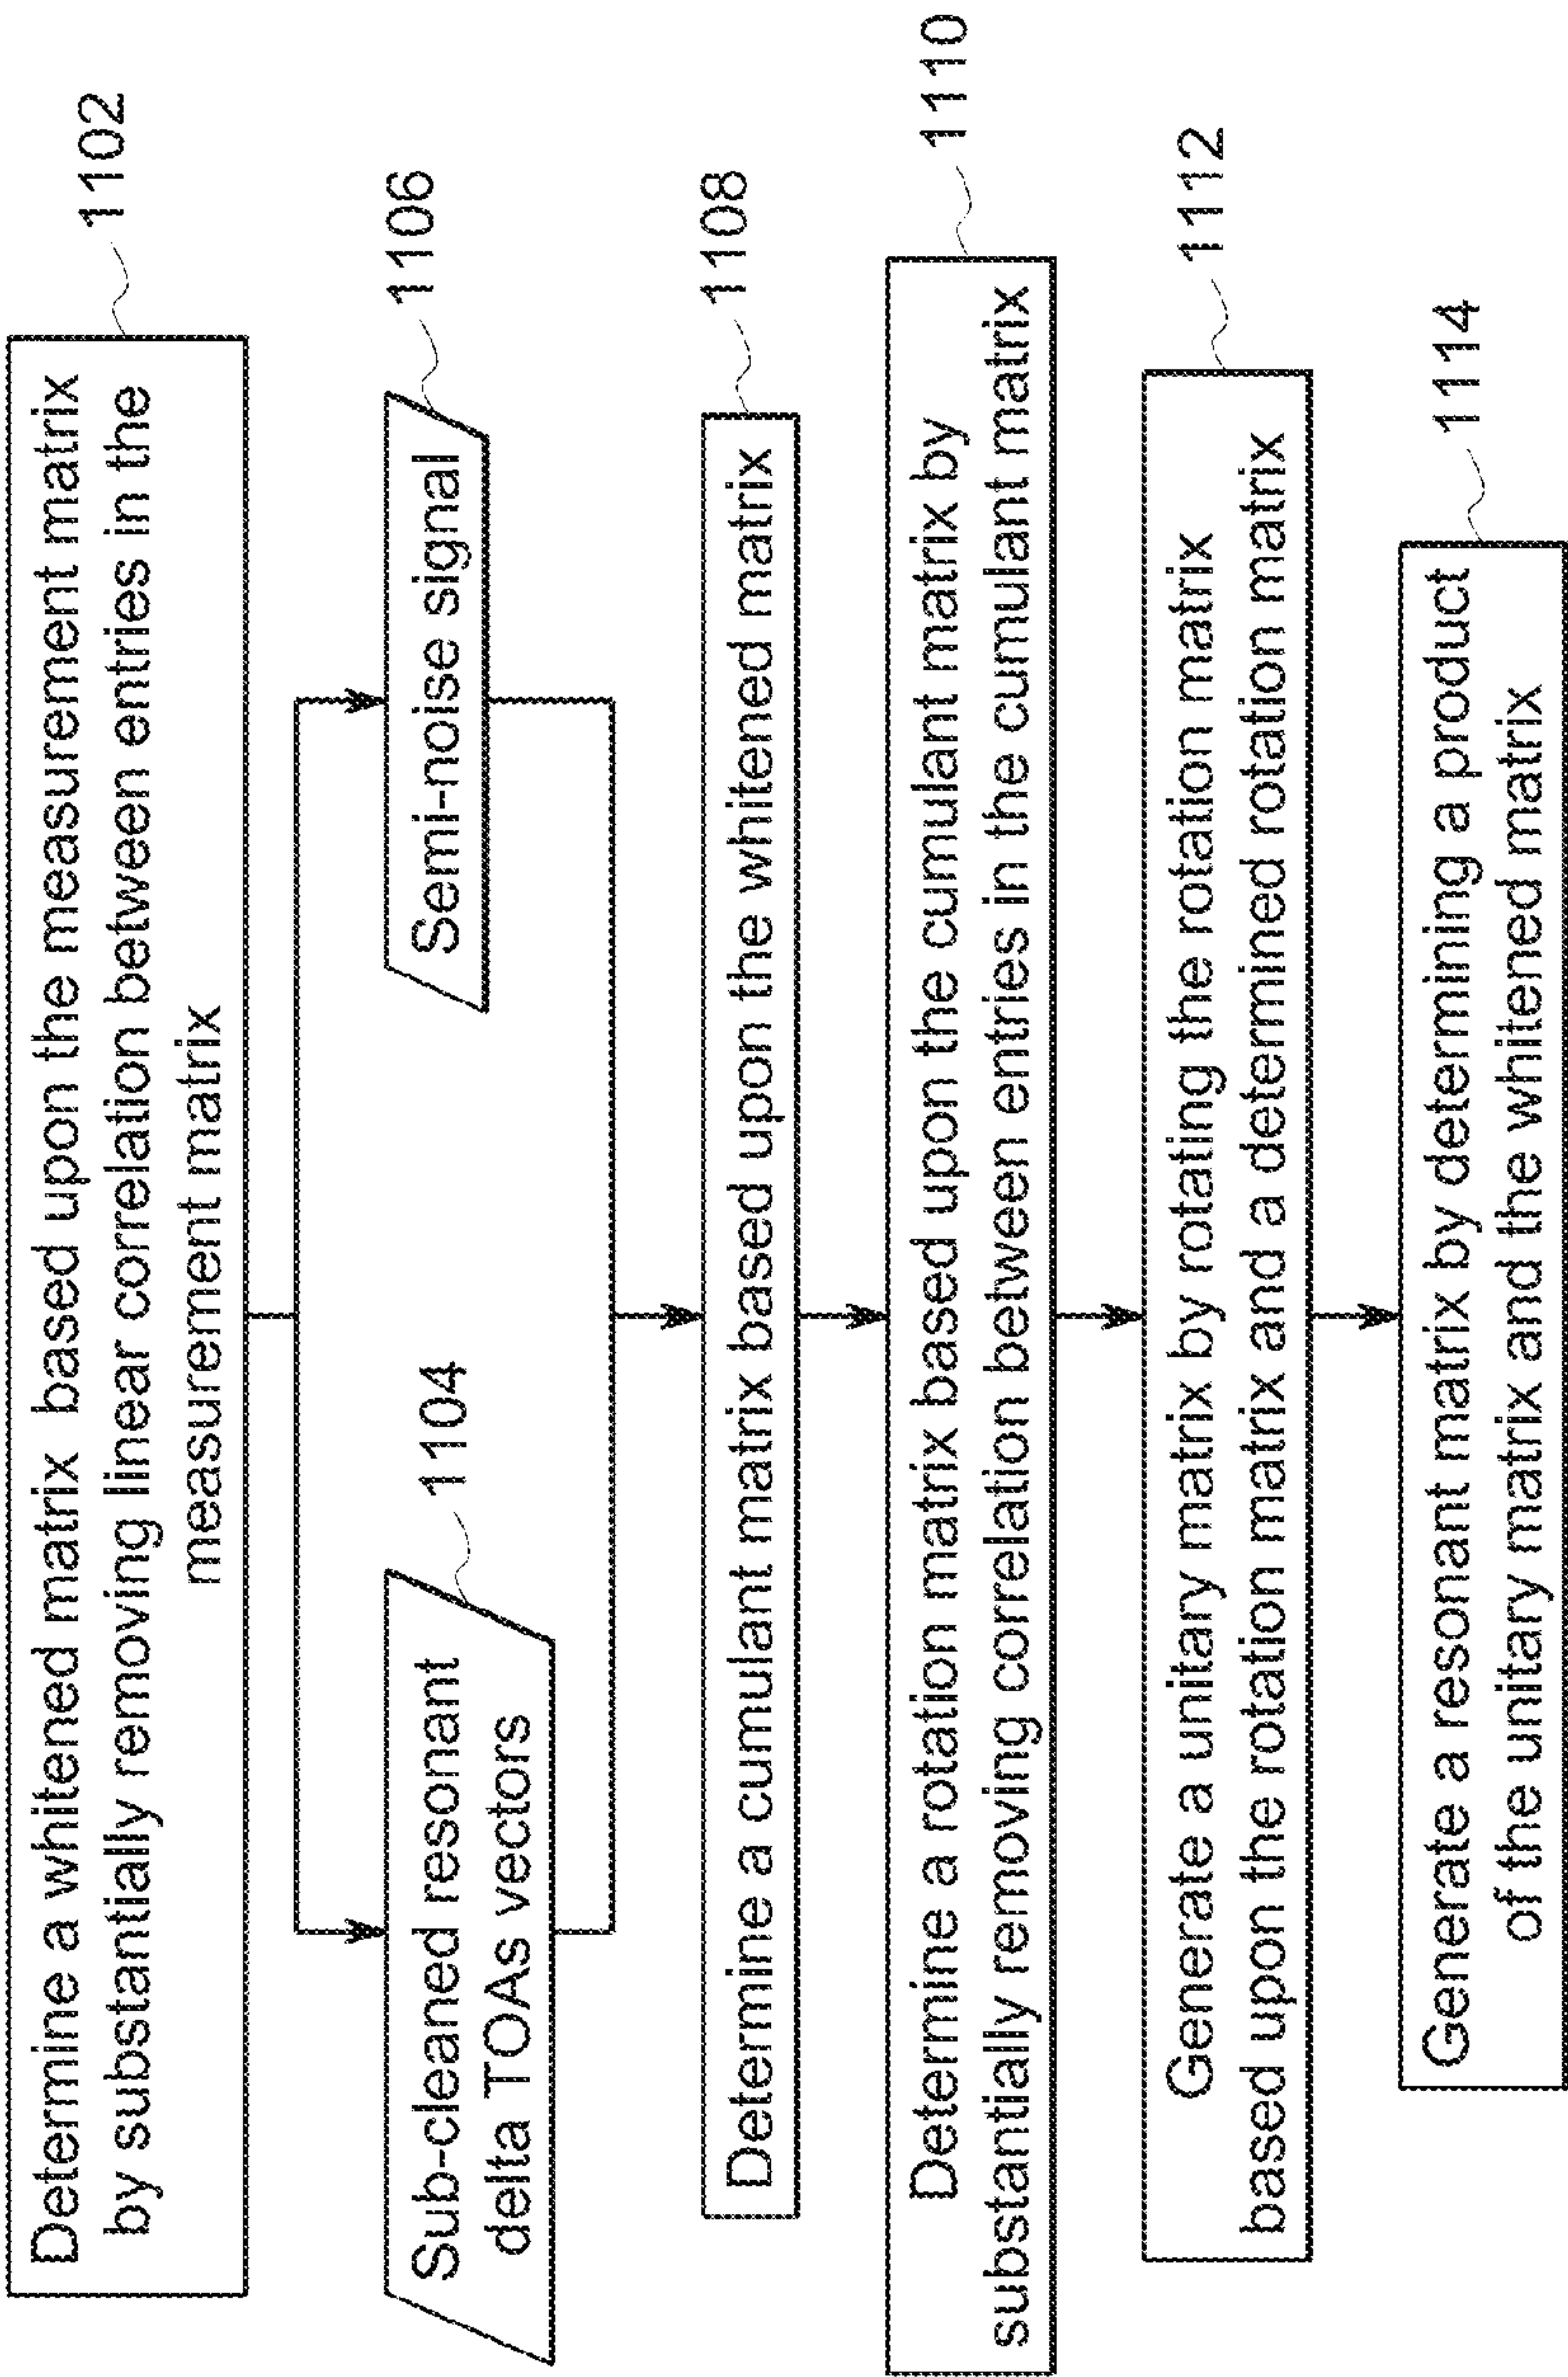 Determine a whitened matrix based upon the measurement matrix
by substantially removing linear correlation between entries in the
measurement matrix
1102
Sub-cleaned resonant
delta TOAs vectors
1104
Semi-noise signal
1106
Determine a cumulant matrix based upon the whitened matrix
1108
Determine a rotation matrix based upon the cumulant matrix by
substantially removing correlation between entries in the cumulant matrix
1110
Generate a unitary matrix by rotating the rotation matrix
based upon the rotation matrix and a determined rotation matrix
1112
Generate a resonant matrix by determining a product
of the unitary matrix and the whitened matrix
1114